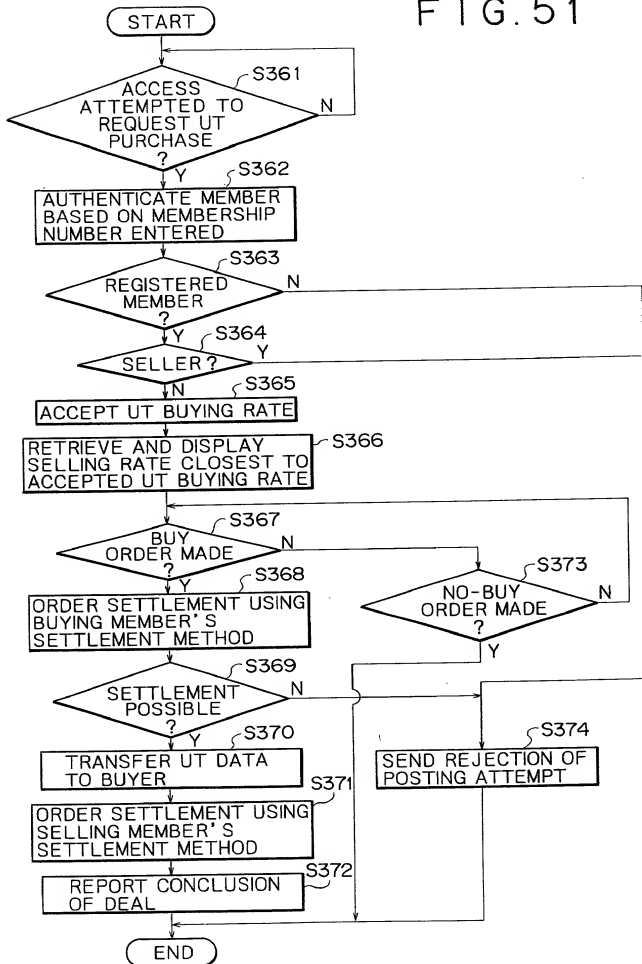 FIG. 51
START
S361
ACCESS
ATTEMPTED TO
REQUEST UT
PURCHASE
?
N
Y
S362
AUTHENTICATE MEMBER
BASED ON MEMBERSHIP
NUMBER ENTERED
S363
REGISTERED
MEMBER
?
N
Y
S364
SELLER?
Y
N
S365
ACCEPT UT BUYING RATE
S366
RETRIEVE AND DISPLAY
SELLING RATE CLOSEST TO
ACCEPTED UT BUYING RATE
S367
BUY
ORDER MADE
?
N
Y
S373
NO-BUY
ORDER MADE
?
N
Y
S368
ORDER SETTLEMENT USING
BUYING MEMBER'S
SETTLEMENT METHOD
S369
SETTLEMENT
POSSIBLE
?
N
Y
S374
SEND REJECTION OF
POSTING ATTEMPT
S370
TRANSFER UT DATA
TO BUYER
S371
ORDER SETTLEMENT USING
SELLING MEMBER'S
SETTLEMENT METHOD
S372
REPORT CONCLUSION
OF DEAL
END